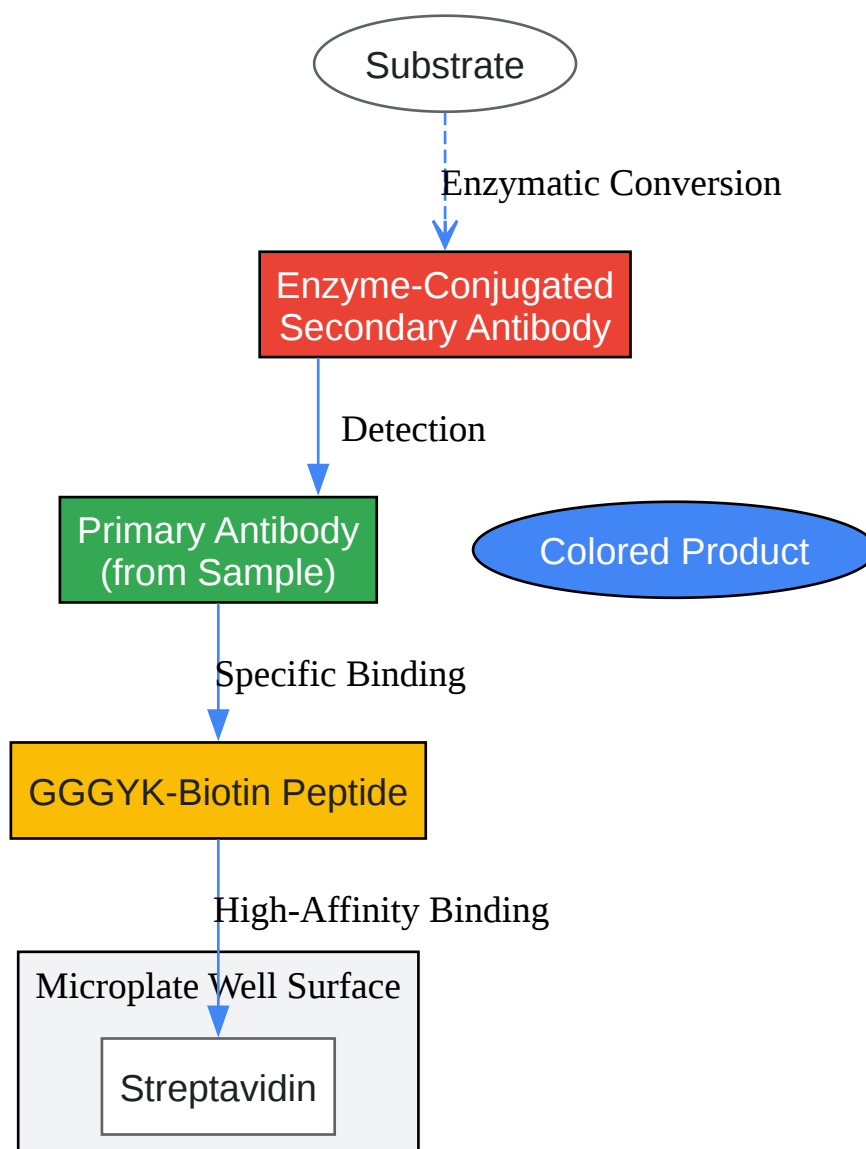 Substrate
Enzymatic Conversion
Enzyme-Conjugated
Secondary Antibody
Detection
Primary Antibody
(from Sample)
Colored Product
Specific Binding
GGGYK-Biotin Peptide
High-Affinity Binding
Microplate Well Surface
Streptavidin